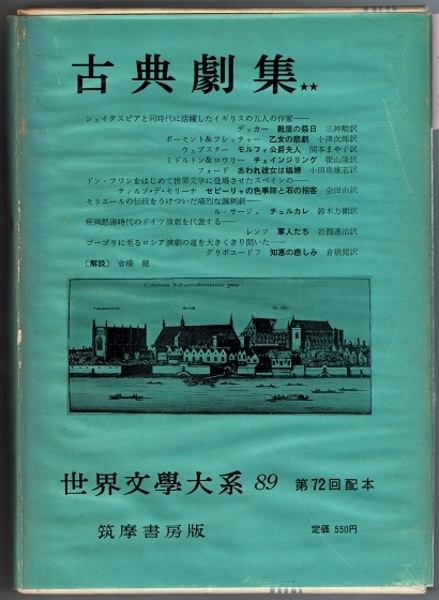 古典劇集★★
シェイクスピアと同時代に活躍したイギリスの五人の作家——
デッカー 靴屋の祭日 三神勲訳
ボーモント&フレッチャー 乙女の悲劇 小津次郎訳
ウェブスター モルフィ公爵夫人 関本まや子訳
ミドルトン&ロウリー チェインジリング 笹山隆訳
フォード あわれ彼女は娼婦 小田島雄志訳
ドン・フワンをはじめて世界文学に登場させたスペインの——
ティルソ・デ・モリーナ セビーリャの色事師と石の招客 会田由訳
モリエールの伝統をうけついだ痛烈な諷刺劇——
ル・サージュ チュルカレ 鈴木力衛訳
疾風怒濤時代のドイツ演劇を代表する——
レンツ 軍人たち 岩淵達治訳
ゴーゴリに至るロシア演劇の道を大きくきり開いた——
グリボエードフ 知恵の悲しみ 倉橋健訳
〔解説〕 倉橋 健
世界文學大系 89 第72回配本
筑摩書房版 定価 550円